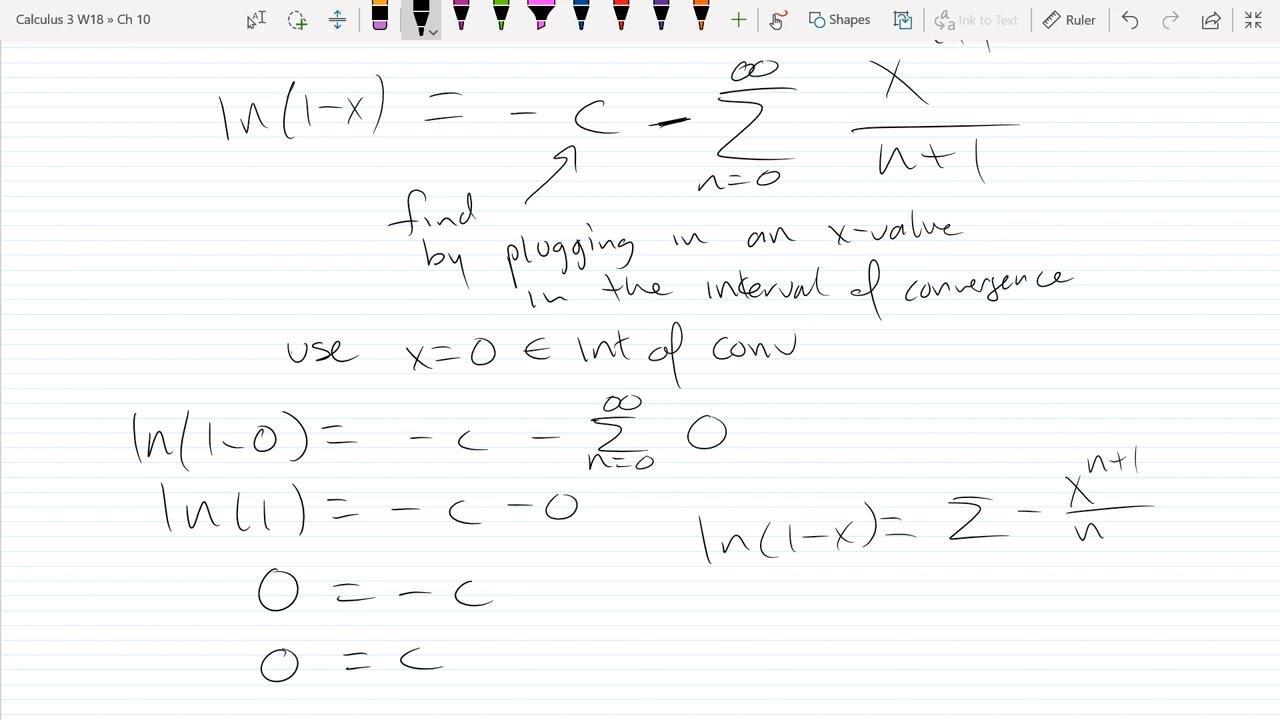 Calculus 3 W18 » Ch 10
Shapes
Link to Text
Ruler
ln(1-x) = - c - ∞ Σ n=0 x / n+1
find
by plugging in an x-value
in the interval of convergence
use x=0 ∈ Int of conv
ln(1-0) = - c - ∞ Σ n=0 0
ln(1) = - c - 0
ln(1-x) = Σ - x^(n+1) / n
0 = - c
0 = c